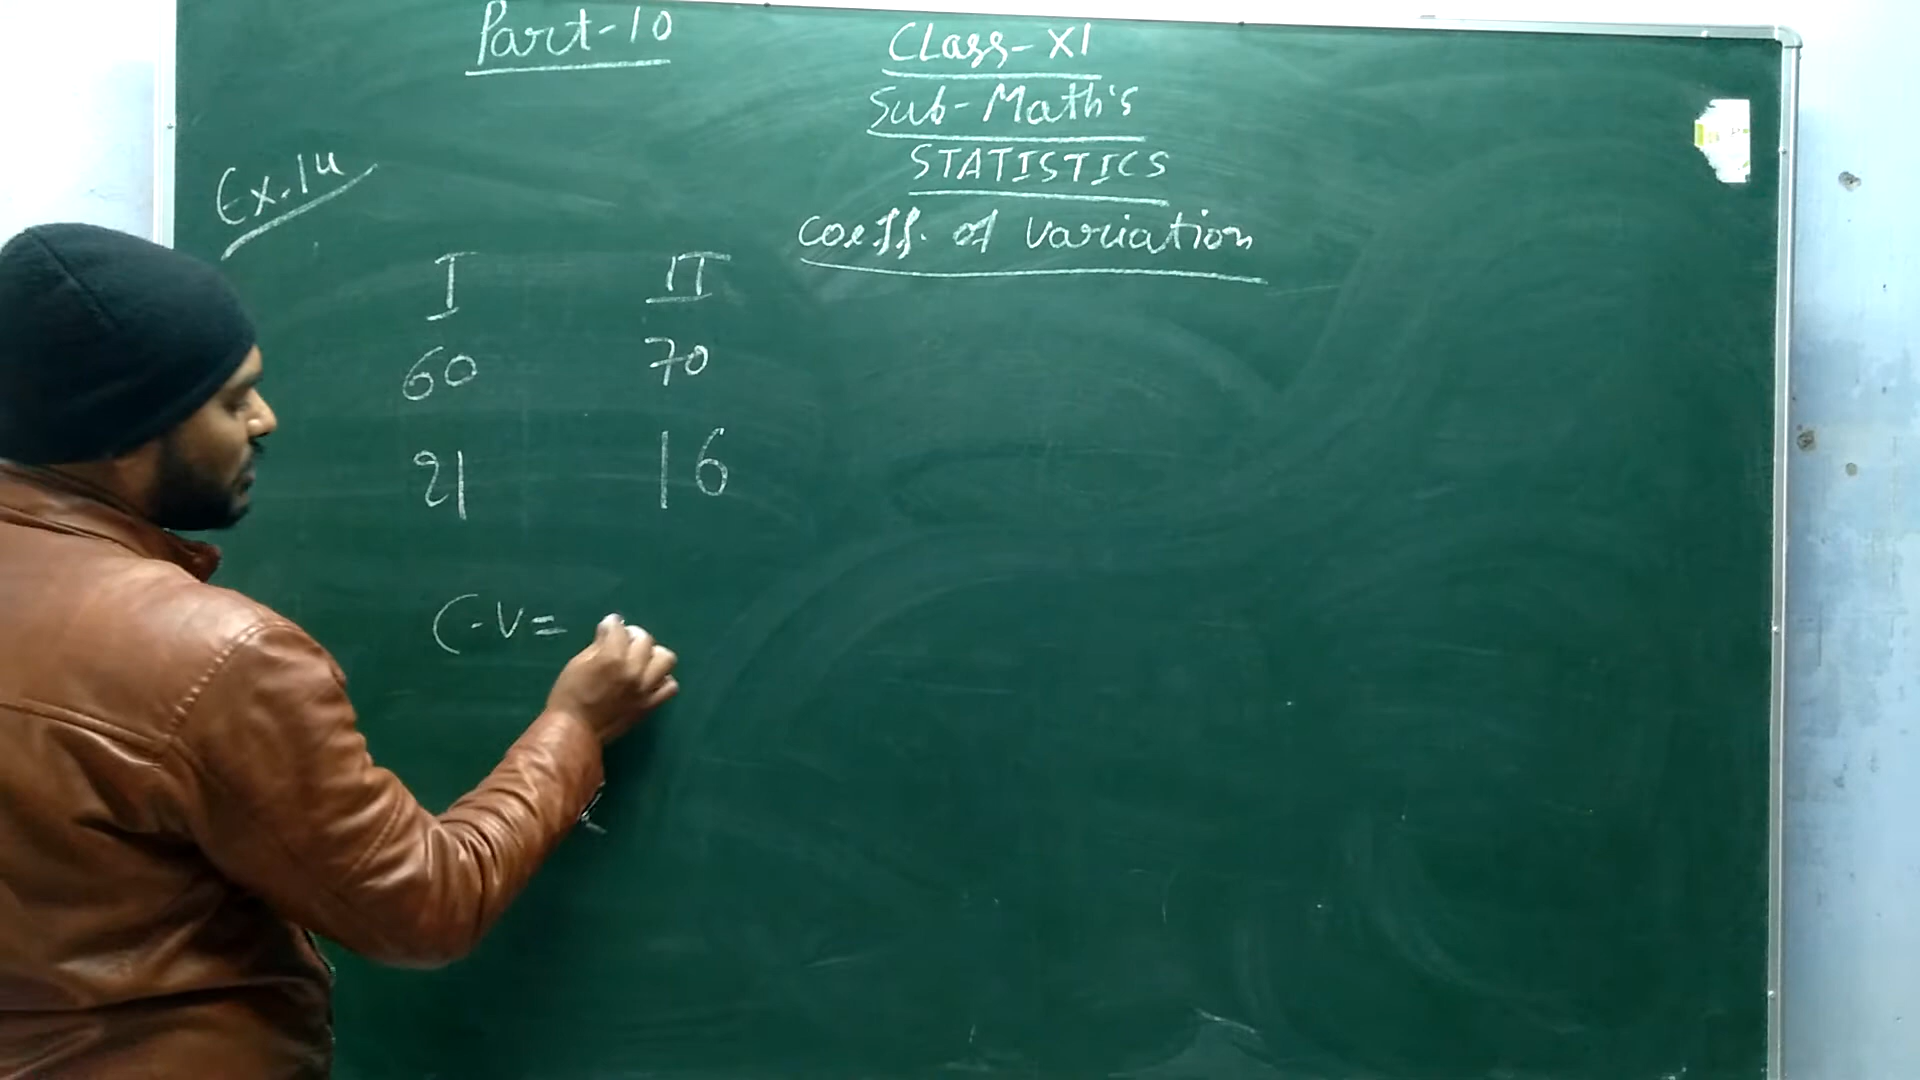 Part-10
Class-XI
Sub-Math's
STATISTICS
Coeff. of Variation
Ex.14
I II
60 70
21 16
C.V=